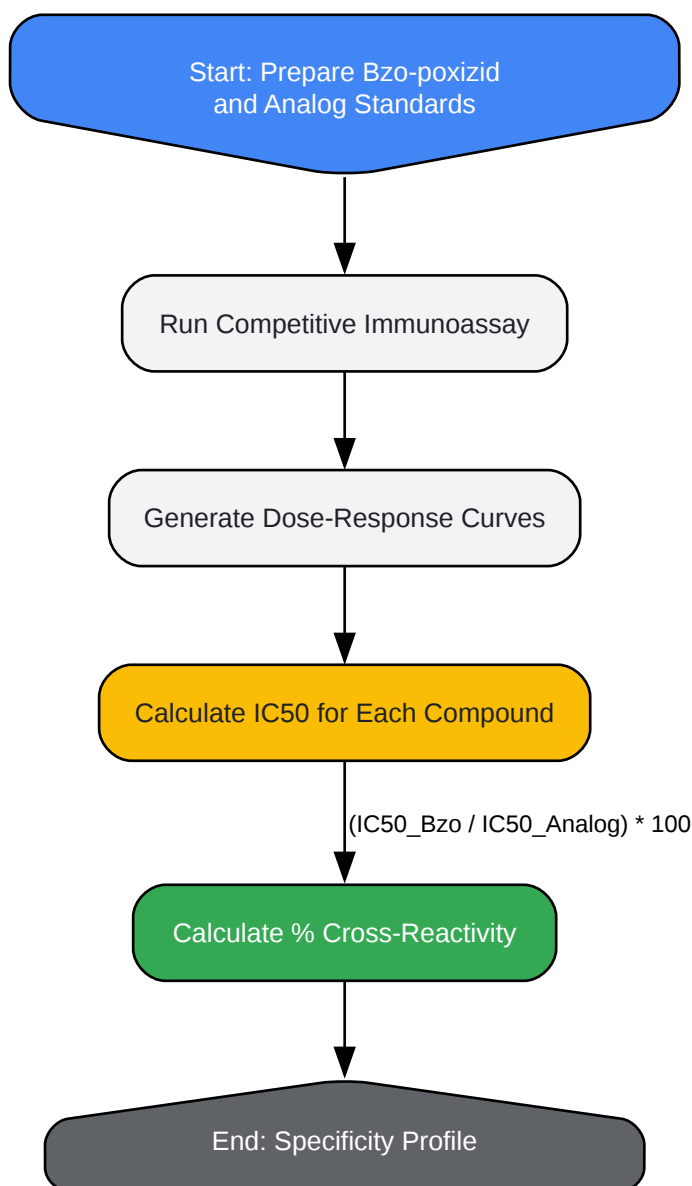 Start: Prepare Bzo-poxizid
and Analog Standards
Run Competitive Immunoassay
Generate Dose-Response Curves
Calculate IC50 for Each Compound
(IC50_Bzo / IC50_Analog) * 100
Calculate % Cross-Reactivity
End: Specificity Profile